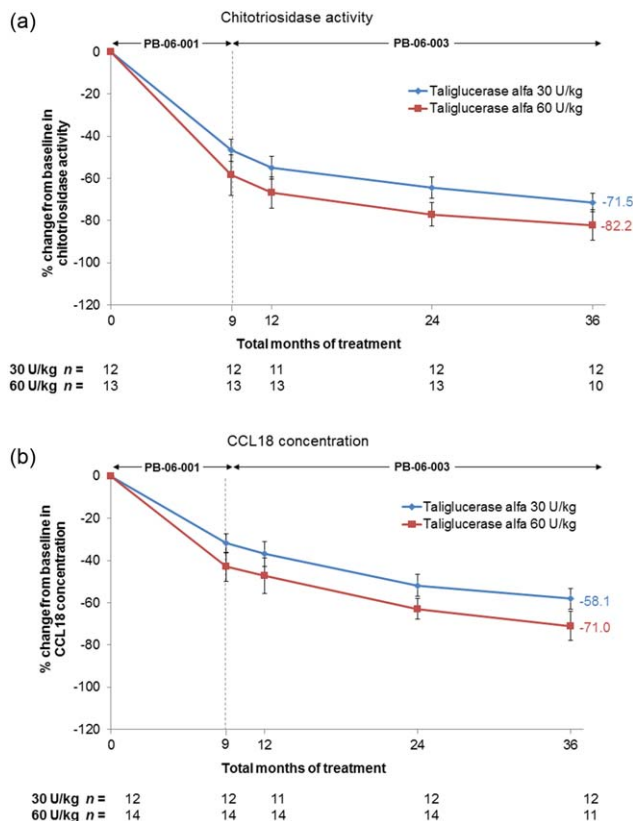 (a)
Chitotriosidase activity
PB-06-001
PB-06-003
0
-20
-40
-60
-80
-100
-120
% change from baseline in
chitotriosidase activity
Taliglucerase alfa 30 U/kg
Taliglucerase alfa 60 U/kg
-71.5
-82.2
0 9 12 24 36
Total months of treatment
30 U/kg n = 12 12 11 12 12
60 U/kg n = 13 13 13 13 10
(b)
CCL18 concentration
PB-06-001
PB-06-003
0
-20
-40
-60
-80
-100
-120
% change from baseline in
CCL18 concentration
Taliglucerase alfa 30 U/kg
Taliglucerase alfa 60 U/kg
-58.1
-71.0
0 9 12 24 36
Total months of treatment
30 U/kg n = 12 12 11 12 12
60 U/kg n = 14 14 14 14 11